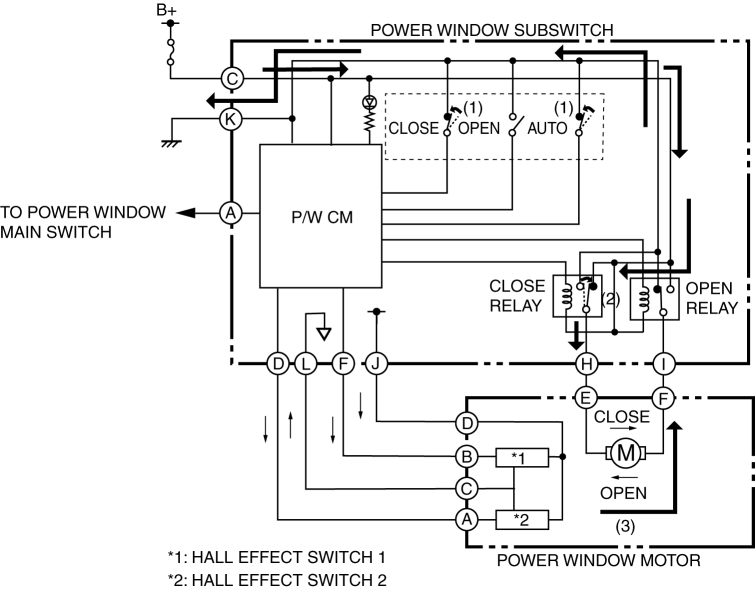 B+
POWER WINDOW SUBSWITCH
C
(1)
(1)
K
CLOSE
OPEN
AUTO
TO POWER WINDOW
MAIN SWITCH
A
P/W CM
CLOSE
RELAY
(2)
OPEN
RELAY
D
L
F
J
H
I
E
F
D
CLOSE
B
*1
M
C
OPEN
A
*2
(3)
*1: HALL EFFECT SWITCH 1
*2: HALL EFFECT SWITCH 2
POWER WINDOW MOTOR